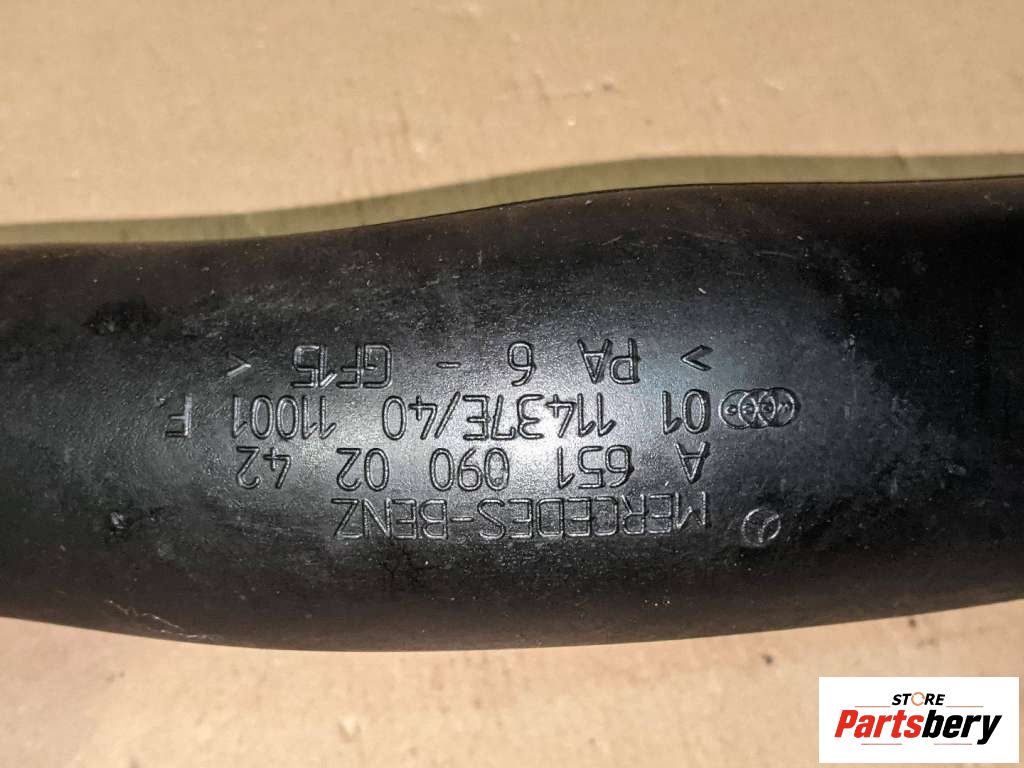 MERCEDES-BENZ
A 651 090 02 42
01 11437E/40 11001 F
> PA 6 - GF15 <
STORE
Partsbery